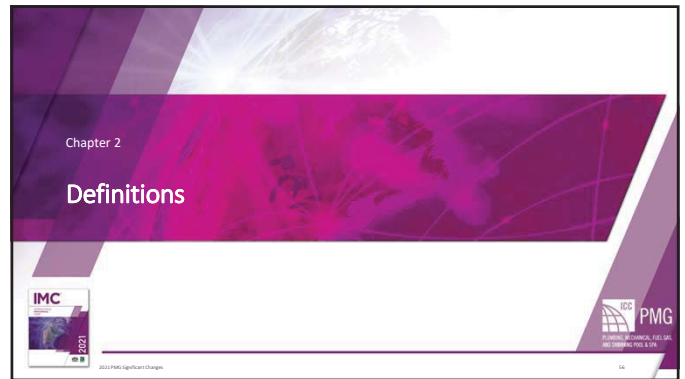 Chapter 2
Definitions
IMC
2021
ICC
PMG
PLUMBING, MECHANICAL, FUEL GAS
AND SWIMMING POOL & SPA
2021 PMG Significant Changes
56